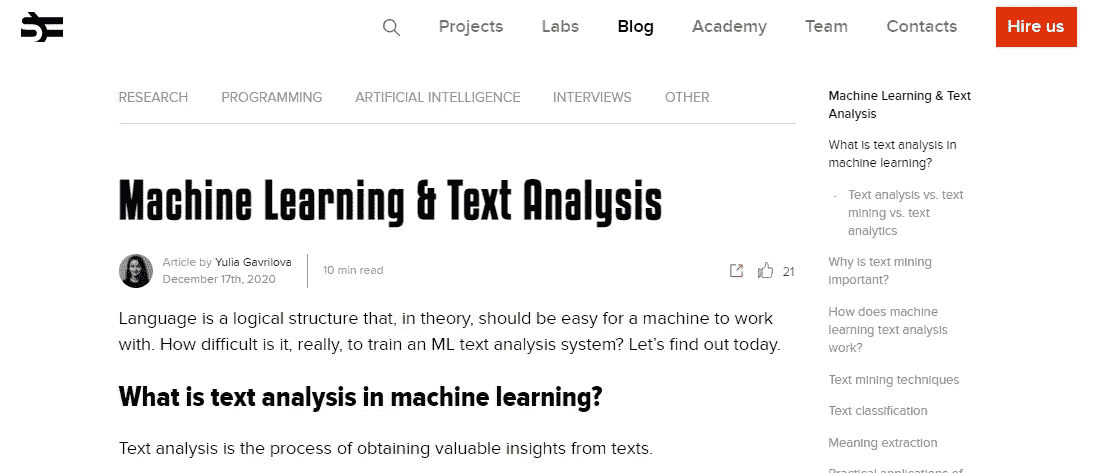 Projects Labs Blog Academy Team Contacts Hire us
RESEARCH PROGRAMMING ARTIFICIAL INTELLIGENCE INTERVIEWS OTHER
Machine Learning & Text Analysis
Article by Yulia Gavrilova
December 17th, 2020
10 min read
21
Language is a logical structure that, in theory, should be easy for a machine to work
with. How difficult is it, really, to train an ML text analysis system? Let's find out today.
What is text analysis in machine learning?
Text analysis is the process of obtaining valuable insights from texts.
Machine Learning & Text
Analysis
What is text analysis in
machine learning?
- Text analysis vs. text
mining vs. text
analytics
Why is text mining
important?
How does machine
learning text analysis
work?
Text mining techniques
Text classification
Meaning extraction
Practical applications of